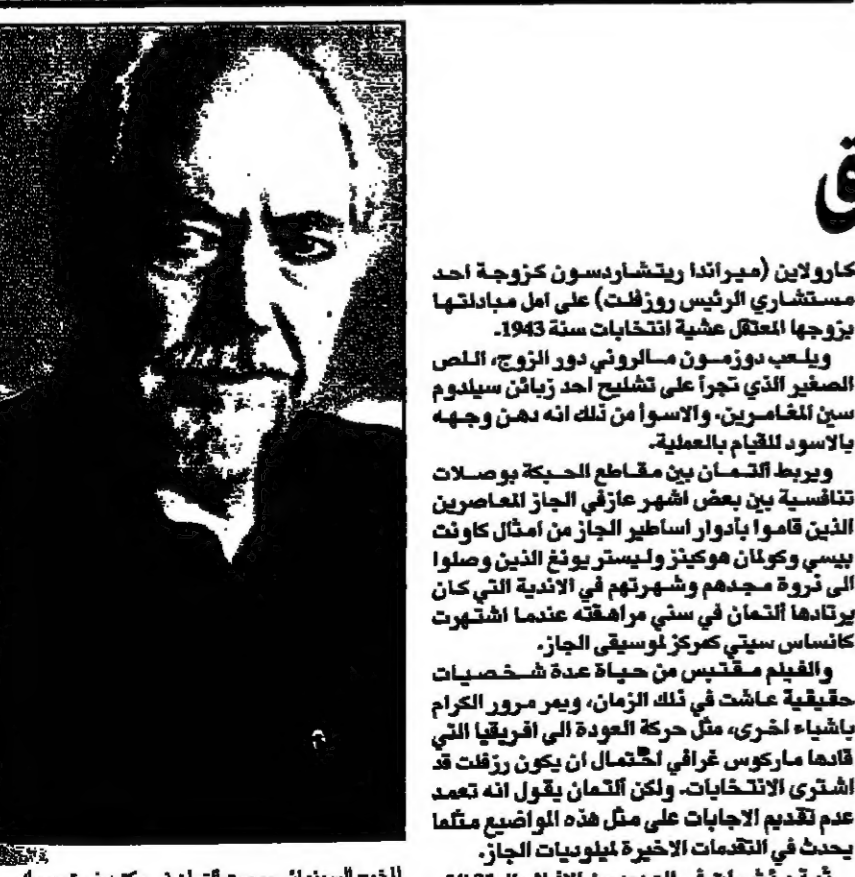 ق
كارولاين (ميراندا ريتشاردسون كزوجة احد
مستشاري الرئيس روزفلت) على امل مبادلتها
بزوجها المعتقل عشية انتخابات سنة 1943.
ويلعب دوزمون مالروني دور الزوج، اللص
الصغير الذي تجرأ على تشليح احد زبائن سيلدوم
سين المغامرين. والاسوأ من ذلك انه دهن وجهه
بالاسود للقيام بالعملية.
ويربط ألتمان بين مقاطع الحبكة بوصلات
تنافسية بين بعض اشهر عازفي الجاز المعاصرين
الذين قاموا بأدوار اساطير الجاز من امثال كاونت
بيسي وكولمان هوكينز وليستر يونغ الذين وصلوا
الى ذروة مجدهم وشهرتهم في الاندية التي كان
يرتادها ألتمان في سني مراهقته عندما اشتهرت
كانساس سيتي كمركز لموسيقى الجاز.
والفيلم مقتبس من حياة عدة شخصيات
حقيقية عاشت في ذلك الزمان، ويمر مرور الكرام
باشياء اخرى، مثل حركة العودة الى افريقيا التي
قادها ماركوس غرافي احتمال أن يكون رزفلت قد
اشترى الانتخابات. ولكن ألتمان يقول انه تعمد
عدم تقديم الاجابات على مثل هذه المواضيع مثلما
يحدث في التقدمات الاخيرة لميلوديات الجاز.